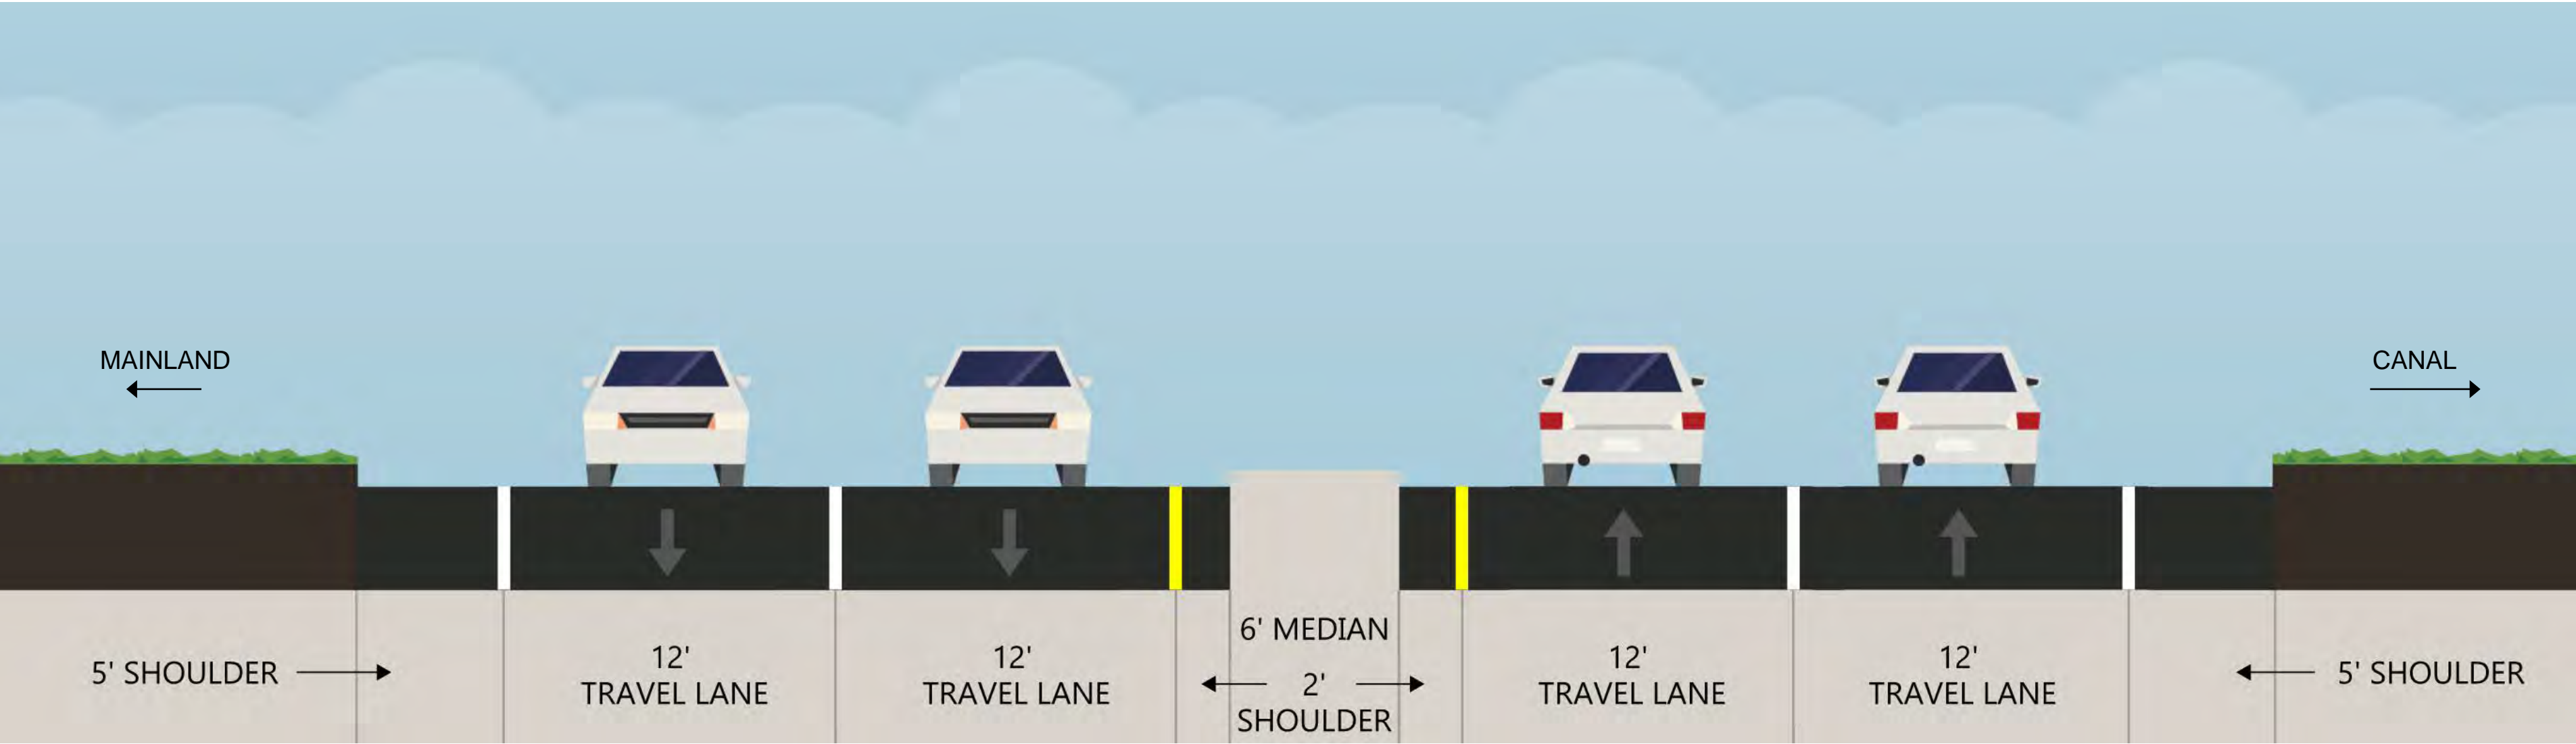 MAINLAND
CANAL
5' SHOULDER
12'
TRAVEL LANE
12'
TRAVEL LANE
6' MEDIAN
2'
SHOULDER
12'
TRAVEL LANE
12'
TRAVEL LANE
5' SHOULDER